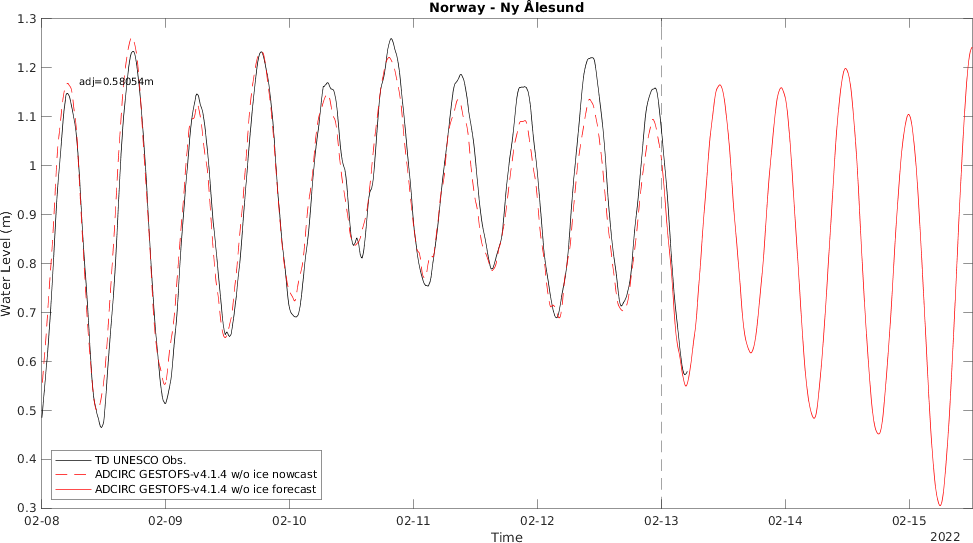 Norway - Ny Ålesund
1.3
1.2
1.1
1
0.9
0.8
0.7
0.6
0.5
0.4
0.3
Water Level (m)
adj=0.58054m
TD UNESCO Obs.
ADCIRC GESTOFS-v4.1.4 w/o ice nowcast
ADCIRC GESTOFS-v4.1.4 w/o ice forecast
02-08 02-09 02-10 02-11 02-12 02-13 02-14 02-15
Time
2022